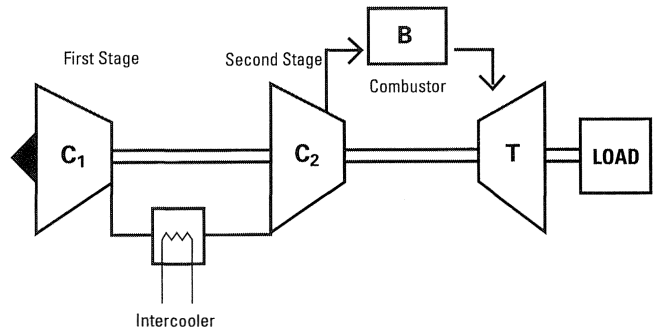 First Stage
Second Stage
B
Combustor
C₁
C₂
T
LOAD
Intercooler